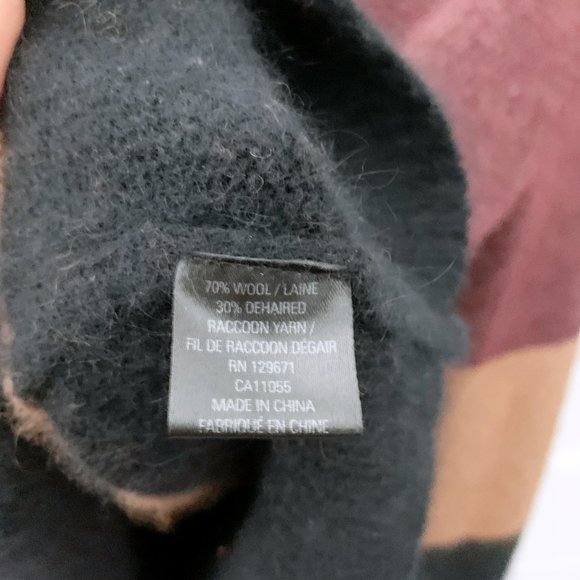 70% WOOL / LAINE
30% DEHAIRED
RACCOON YARN /
FIL DE RACCOON DÉGAIR
RN 129671
CA11055
MADE IN CHINA
FABRIQUÉ EN CHINE